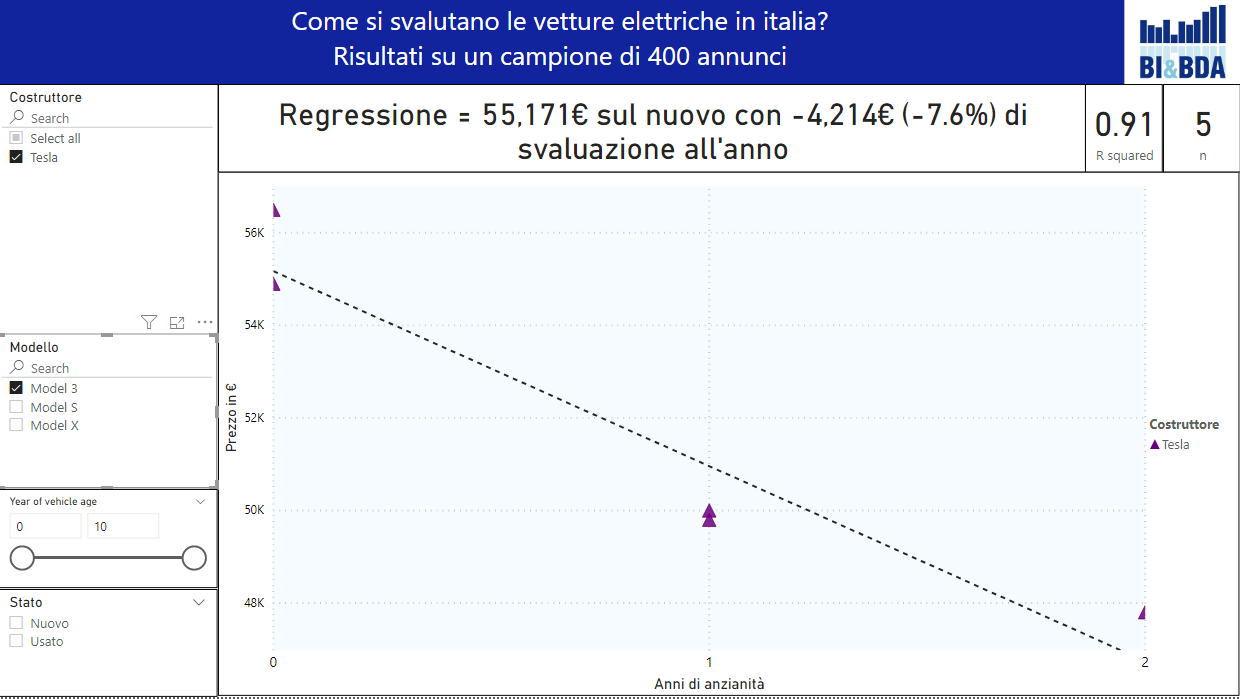 Come si svalutano le vetture elettriche in italia?
Risultati su un campione di 400 annunci
BI&BDA
Costruttore
Search
Select all
Tesla
Regressione = 55,171€ sul nuovo con -4,214€ (-7.6%) di
svaluazione all'anno
0.91
R squared
5
n
Modello
Search
Model 3
Model S
Model X
Year of vehicle age
0 10
Stato
Nuovo
Usato
Prezzo in €
56K
54K
52K
50K
48K
0 1 2
Anni di anzianità
Costruttore
Tesla